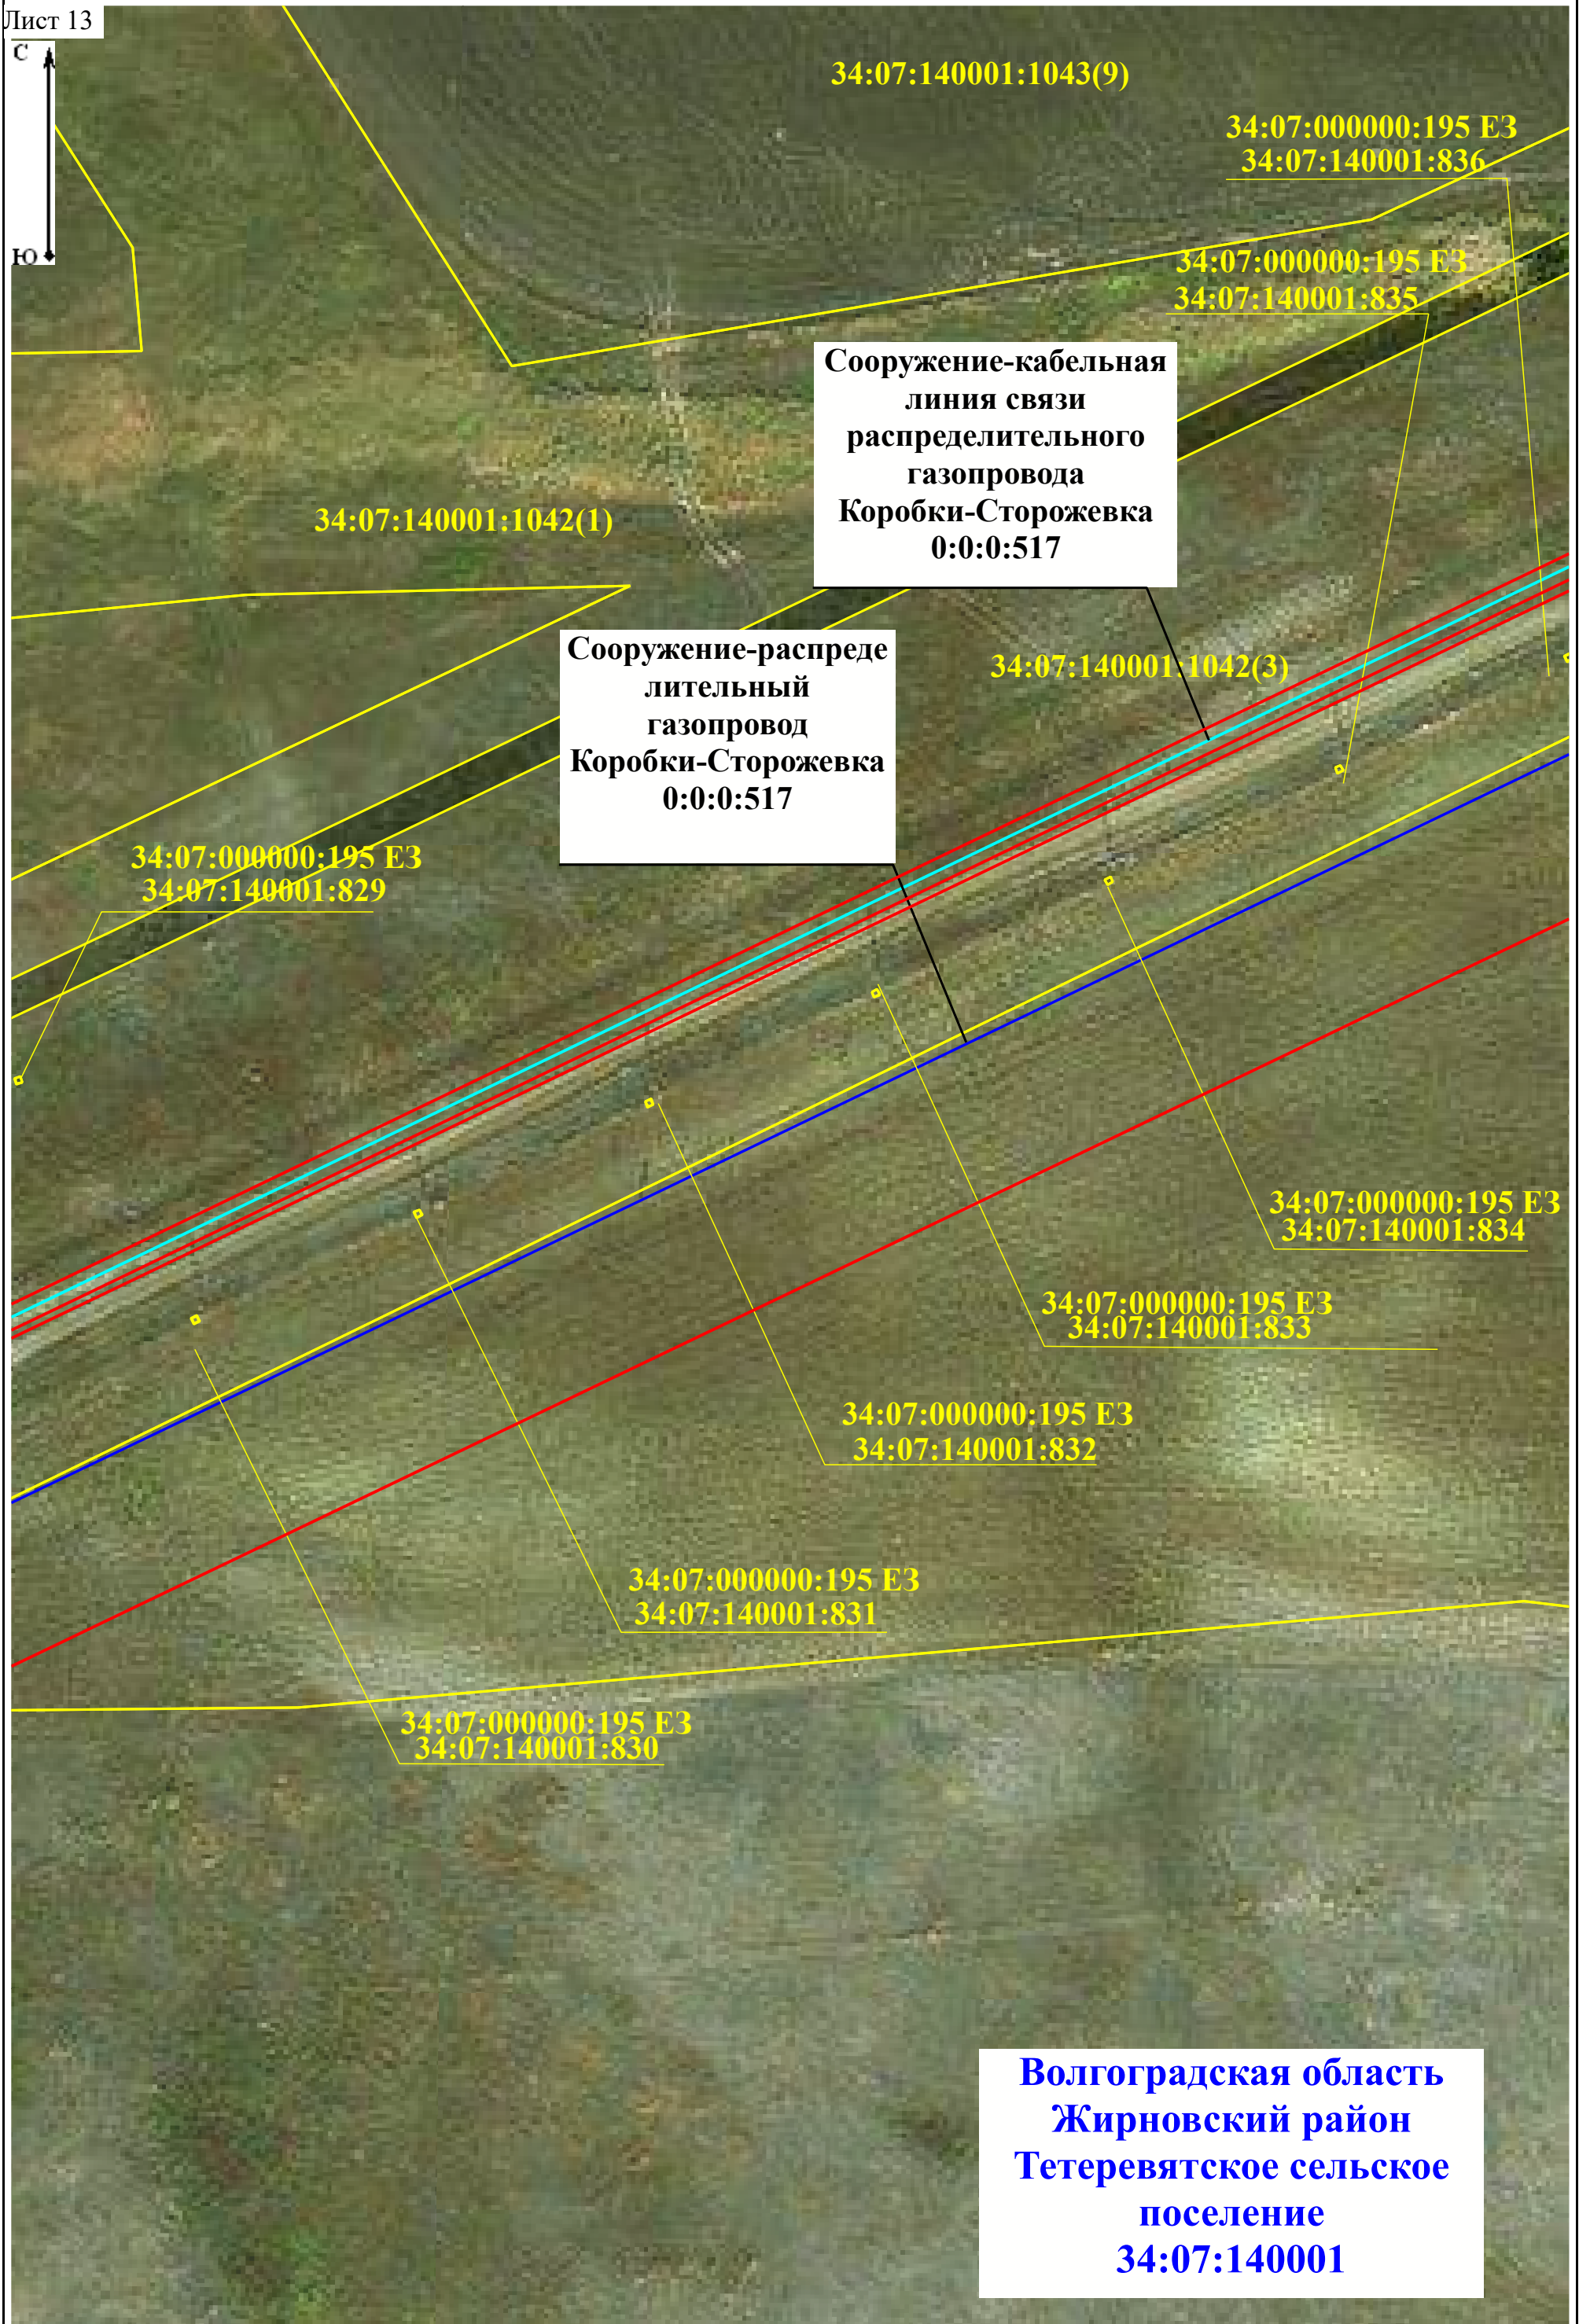 Лист 13
С
Ю
34:07:140001:1043(9)
34:07:000000:195 ЕЗ
34:07:140001:836
34:07:000000:195 ЕЗ
34:07:140001:835
Сооружение-кабельная
линия связи
распределительного
газопровода
Коробки-Сторожевка
0:0:0:517
34:07:140001:1042(1)
Сооружение-распреде
лительный
газопровод
Коробки-Сторожевка
0:0:0:517
34:07:140001:1042(3)
34:07:000000:195 ЕЗ
34:07:140001:829
34:07:000000:195 ЕЗ
34:07:140001:834
34:07:000000:195 ЕЗ
34:07:140001:833
34:07:000000:195 ЕЗ
34:07:140001:832
34:07:000000:195 ЕЗ
34:07:140001:831
34:07:000000:195 ЕЗ
34:07:140001:830
Волгоградская область
Жирновский район
Тетеревятское сельское
поселение
34:07:140001